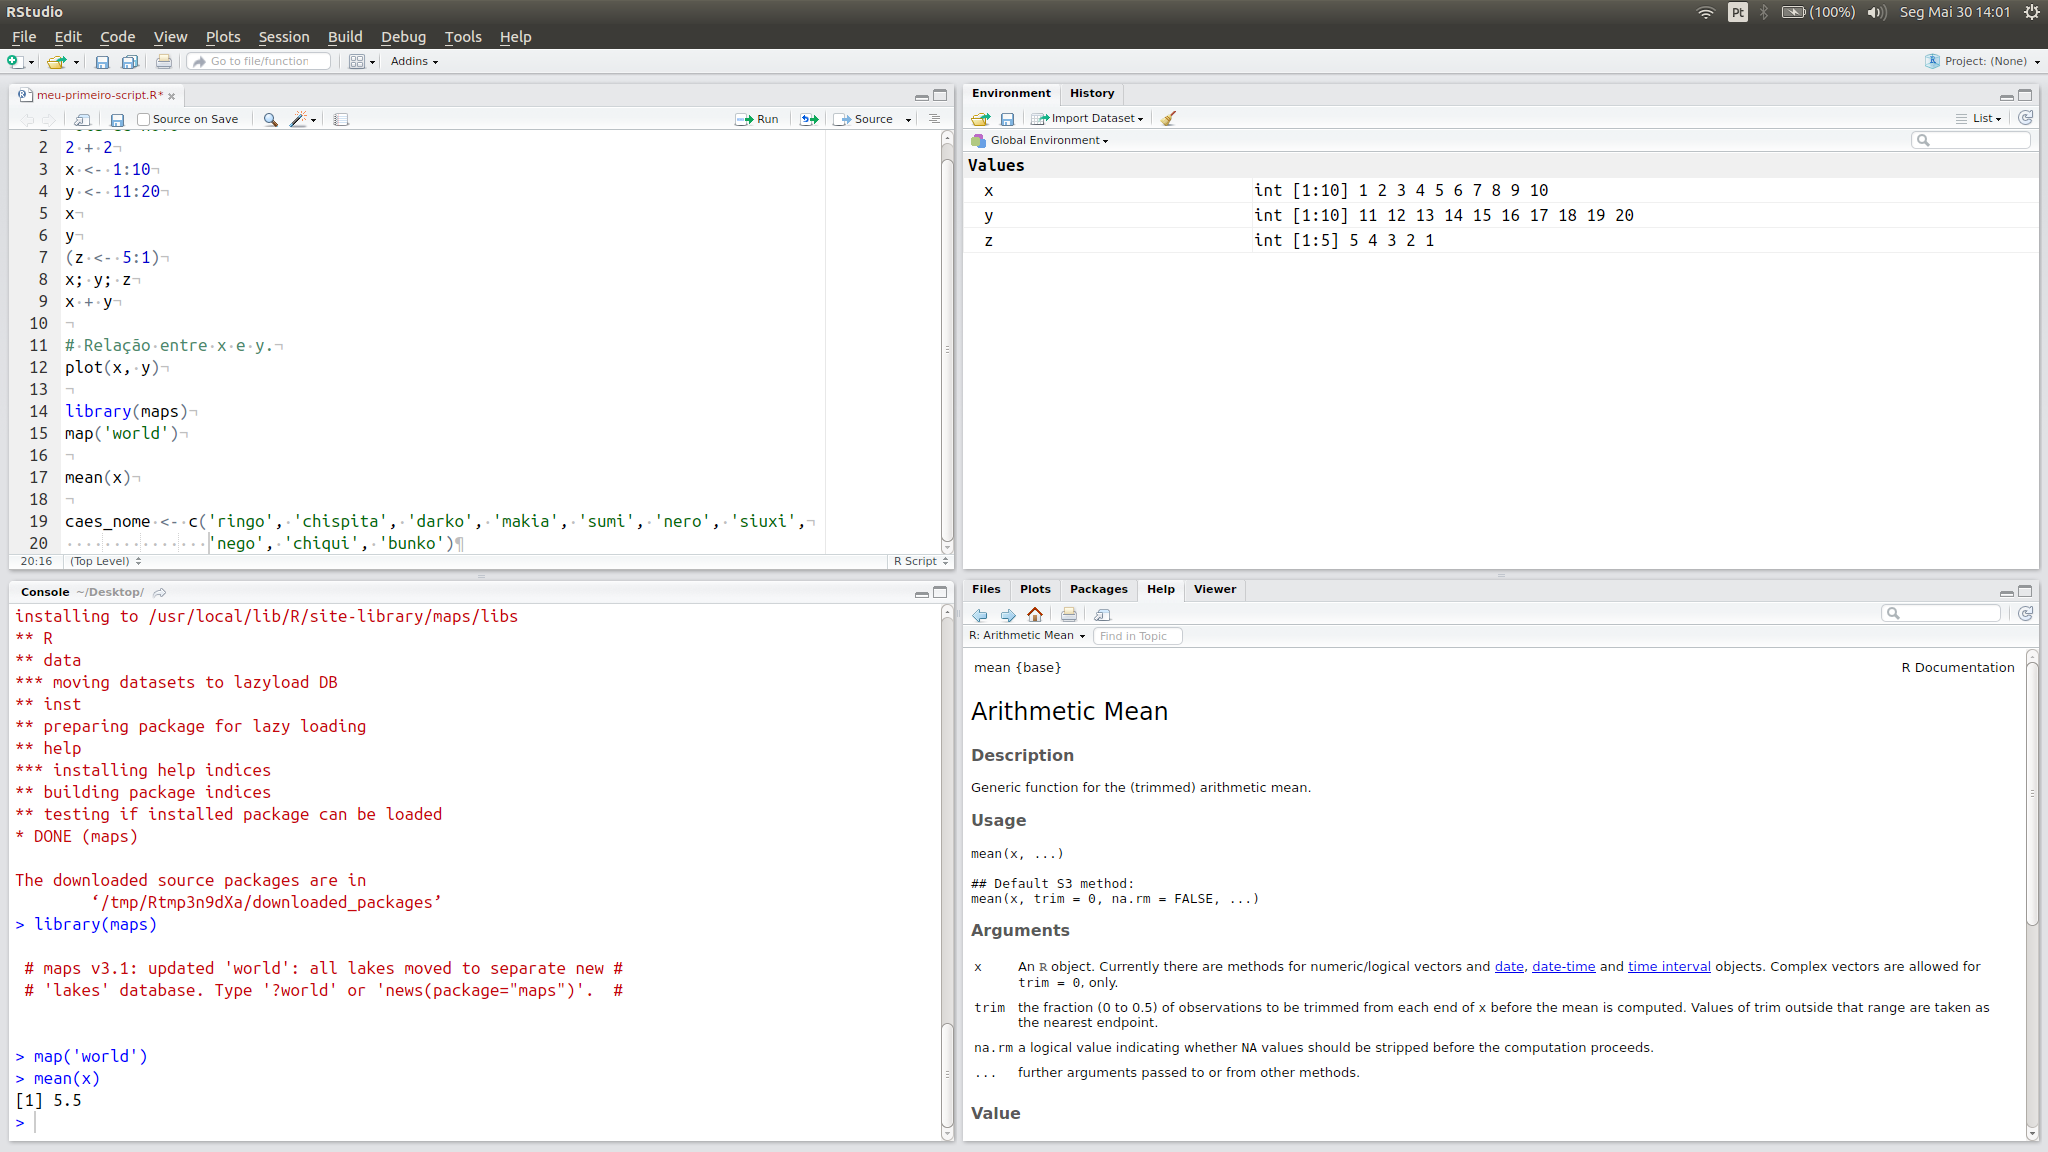 RStudio
Pt (100%) Seg Mai 30 14:01
File Edit Code View Plots Session Build Debug Tools Help
Go to file/function Addins Project: (None)
meu-primeiro-script.R*
Source on Save Run Source
2 2 + 2
3 x <- 1:10
4 y <- 11:20
5 x
6 y
7 (z <- 5:1)
8 x; y; z
9 x + y
10
11 # Relação entre x e y.
12 plot(x, y)
13
14 library(maps)
15 map('world')
16
17 mean(x)
18
19 caes_nome <- c('ringo', 'chispita', 'darko', 'makia', 'sumi', 'nero', 'siuxi',
20 'nego', 'chiqui', 'bunko')
20:16 (Top Level) R Script
Console ~/Desktop/
installing to /usr/local/lib/R/site-library/maps/libs
** R
** data
*** moving datasets to lazyload DB
** inst
** preparing package for lazy loading
** help
*** installing help indices
** building package indices
** testing if installed package can be loaded
* DONE (maps)
The downloaded source packages are in
‘/tmp/Rtmp3n9dXa/downloaded_packages’
> library(maps)
# maps v3.1: updated 'world': all lakes moved to separate new #
# 'lakes' database. Type '?world' or 'news(package="maps")'. #
> map('world')
> mean(x)
[1] 5.5
>
Environment History
Import Dataset List
Global Environment
Values
x int [1:10] 1 2 3 4 5 6 7 8 9 10
y int [1:10] 11 12 13 14 15 16 17 18 19 20
z int [1:5] 5 4 3 2 1
Files Plots Packages Help Viewer
R: Arithmetic Mean Find in Topic
mean {base} R Documentation
Arithmetic Mean
Description
Generic function for the (trimmed) arithmetic mean.
Usage
mean(x, ...)
## Default S3 method:
mean(x, trim = 0, na.rm = FALSE, ...)
Arguments
x An R object. Currently there are methods for numeric/logical vectors and date, date-time and time interval objects. Complex vectors are allowed for
trim = 0, only.
trim the fraction (0 to 0.5) of observations to be trimmed from each end of x before the mean is computed. Values of trim outside that range are taken as
the nearest endpoint.
na.rm a logical value indicating whether NA values should be stripped before the computation proceeds.
... further arguments passed to or from other methods.
Value